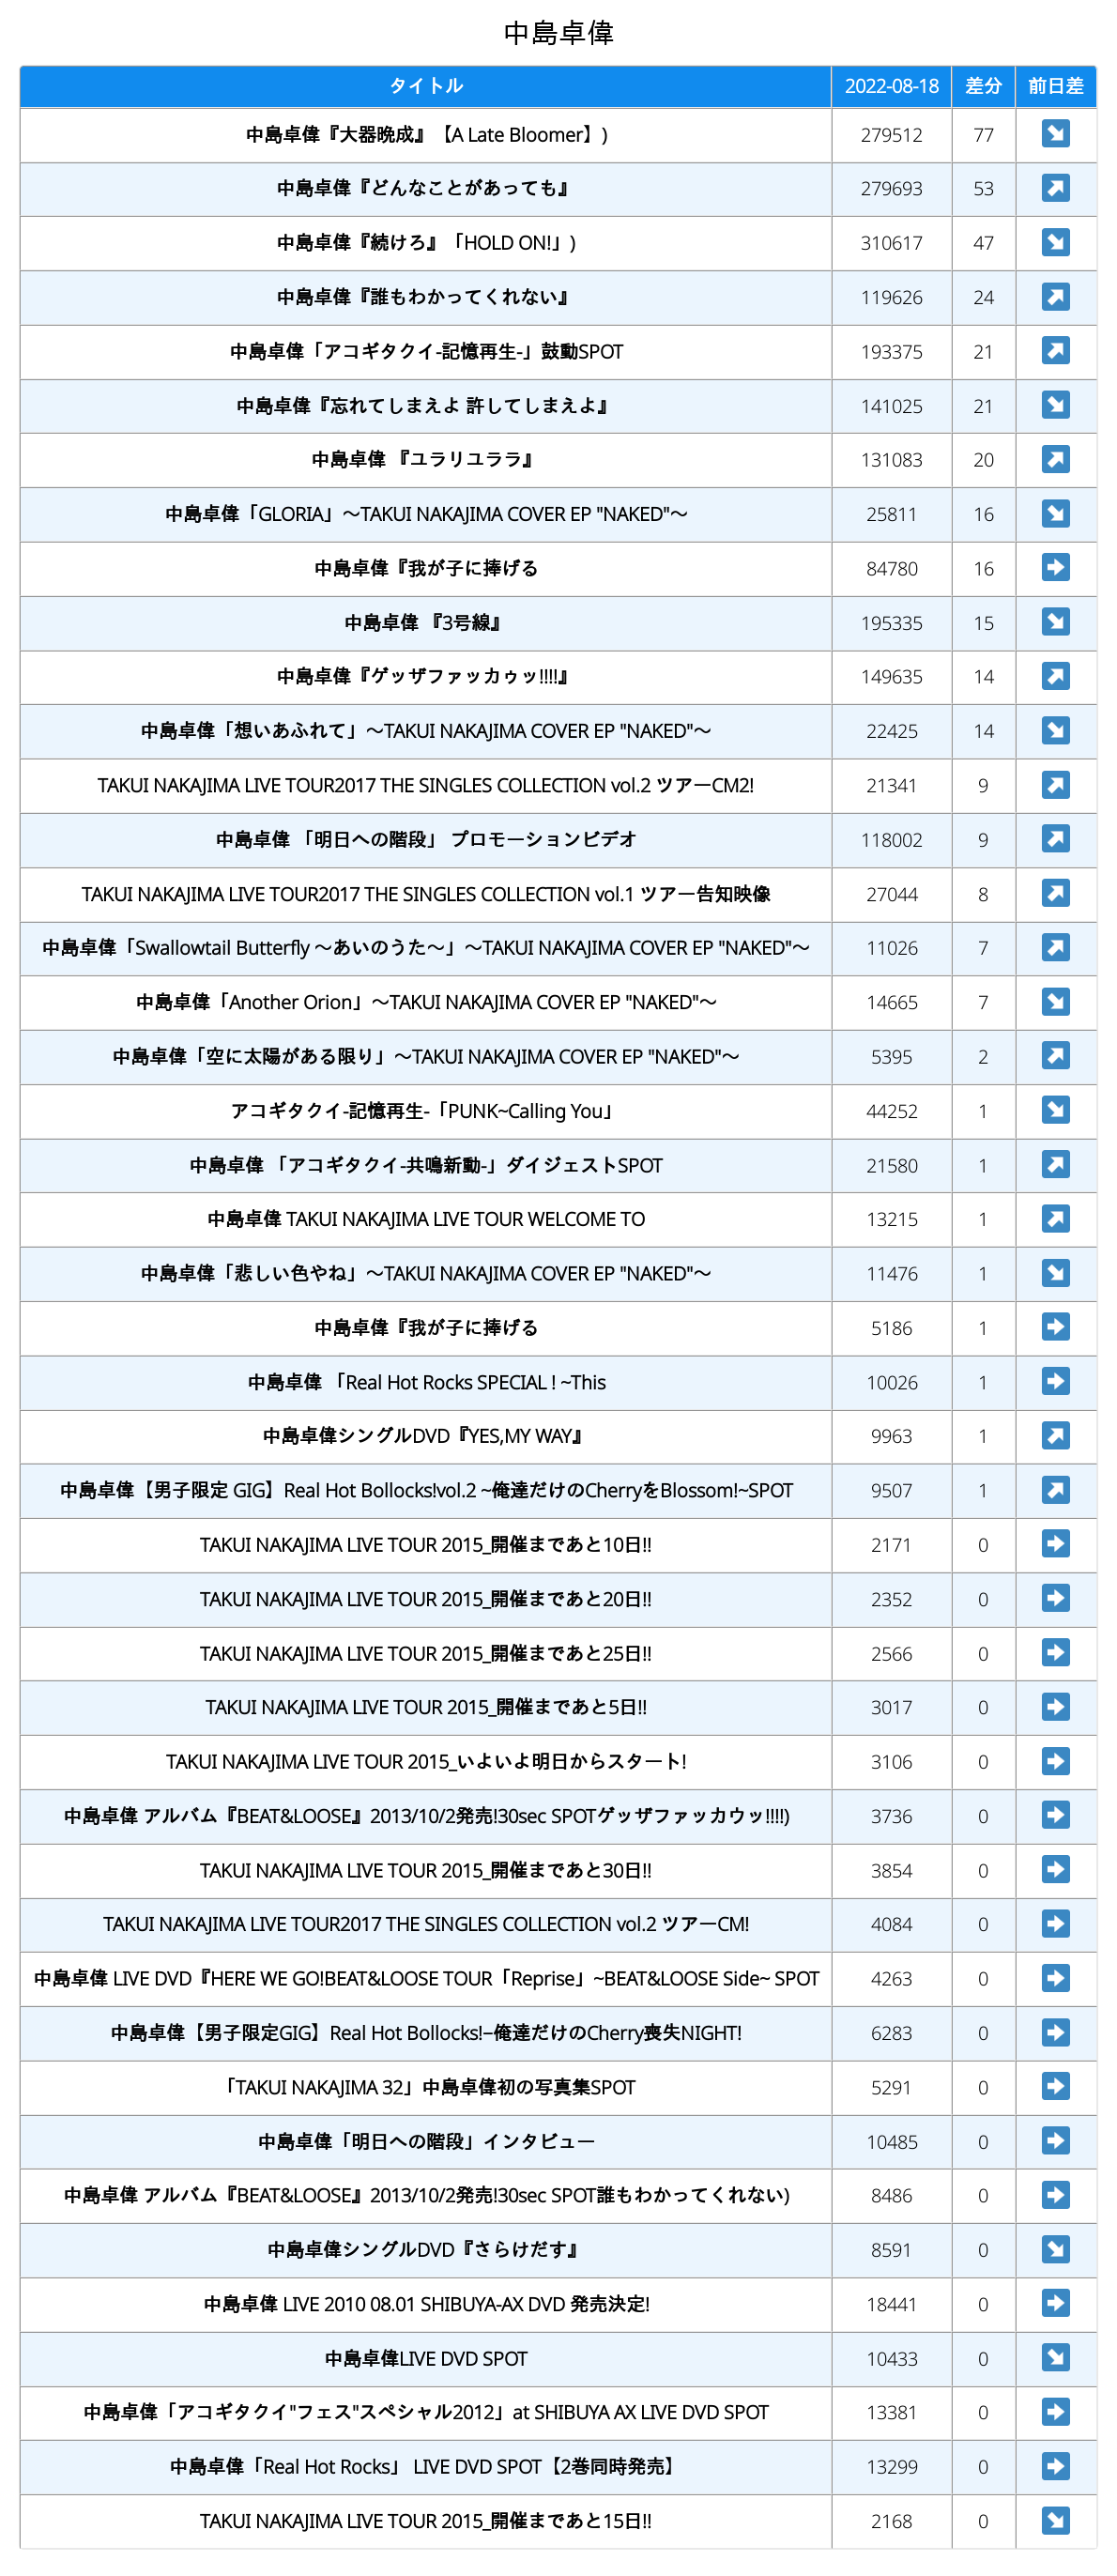 中島卓偉
タイトル 2022-08-18 差分 前日差
中島卓偉『大器晩成』【A Late Bloomer】) 279512 77 ↘
中島卓偉『どんなことがあっても』 279693 53 ↗
中島卓偉『続けろ』「HOLD ON!」) 310617 47 ↘
中島卓偉『誰もわかってくれない』 119626 24 ↗
中島卓偉「アコギタクイ-記憶再生-」鼓動SPOT 193375 21 ↗
中島卓偉『忘れてしまえよ 許してしまえよ』 141025 21 ↘
中島卓偉 『ユラリユララ』 131083 20 ↗
中島卓偉「GLORIA」〜TAKUI NAKAJIMA COVER EP "NAKED"〜 25811 16 ↘
中島卓偉『我が子に捧げる 84780 16 ➡
中島卓偉 『3号線』 195335 15 ↘
中島卓偉『ゲッザファッカゥッ!!!!』 149635 14 ↗
中島卓偉「想いあふれて」〜TAKUI NAKAJIMA COVER EP "NAKED"〜 22425 14 ↘
TAKUI NAKAJIMA LIVE TOUR2017 THE SINGLES COLLECTION vol.2 ツアーCM2! 21341 9 ↗
中島卓偉 「明日への階段」 プロモーションビデオ 118002 9 ↗
TAKUI NAKAJIMA LIVE TOUR2017 THE SINGLES COLLECTION vol.1 ツアー告知映像 27044 8 ↗
中島卓偉「Swallowtail Butterfly 〜あいのうた〜」〜TAKUI NAKAJIMA COVER EP "NAKED"〜 11026 7 ↗
中島卓偉「Another Orion」〜TAKUI NAKAJIMA COVER EP "NAKED"〜 14665 7 ↘
中島卓偉「空に太陽がある限り」〜TAKUI NAKAJIMA COVER EP "NAKED"〜 5395 2 ↗
アコギタクイ-記憶再生-「PUNK~Calling You」 44252 1 ↘
中島卓偉 「アコギタクイ-共鳴新動-」ダイジェストSPOT 21580 1 ↗
中島卓偉 TAKUI NAKAJIMA LIVE TOUR WELCOME TO 13215 1 ↗
中島卓偉「悲しい色やね」〜TAKUI NAKAJIMA COVER EP "NAKED"〜 11476 1 ↘
中島卓偉『我が子に捧げる 5186 1 ➡
中島卓偉 「Real Hot Rocks SPECIAL ! ~This 10026 1 ➡
中島卓偉シングルDVD『YES,MY WAY』 9963 1 ↗
中島卓偉【男子限定 GIG】Real Hot Bollocks!vol.2 ~俺達だけのCherryをBlossom!~SPOT 9507 1 ↗
TAKUI NAKAJIMA LIVE TOUR 2015_開催まであと10日!! 2171 0 ➡
TAKUI NAKAJIMA LIVE TOUR 2015_開催まであと20日!! 2352 0 ➡
TAKUI NAKAJIMA LIVE TOUR 2015_開催まであと25日!! 2566 0 ➡
TAKUI NAKAJIMA LIVE TOUR 2015_開催まであと5日!! 3017 0 ➡
TAKUI NAKAJIMA LIVE TOUR 2015_いよいよ明日からスタート! 3106 0 ➡
中島卓偉 アルバム『BEAT&LOOSE』2013/10/2発売!30sec SPOTゲッザファッカウッ!!!!) 3736 0 ➡
TAKUI NAKAJIMA LIVE TOUR 2015_開催まであと30日!! 3854 0 ➡
TAKUI NAKAJIMA LIVE TOUR2017 THE SINGLES COLLECTION vol.2 ツアーCM! 4084 0 ➡
中島卓偉 LIVE DVD『HERE WE GO!BEAT&LOOSE TOUR「Reprise」~BEAT&LOOSE Side~ SPOT 4263 0 ➡
中島卓偉【男子限定GIG】Real Hot Bollocks!−俺達だけのCherry喪失NIGHT! 6283 0 ➡
「TAKUI NAKAJIMA 32」中島卓偉初の写真集SPOT 5291 0 ➡
中島卓偉「明日への階段」インタビュー 10485 0 ➡
中島卓偉 アルバム『BEAT&LOOSE』2013/10/2発売!30sec SPOT誰もわかってくれない) 8486 0 ➡
中島卓偉シングルDVD『さらけだす』 8591 0 ↘
中島卓偉 LIVE 2010 08.01 SHIBUYA-AX DVD 発売決定! 18441 0 ➡
中島卓偉LIVE DVD SPOT 10433 0 ↘
中島卓偉「アコギタクイ"フェス"スペシャル2012」at SHIBUYA AX LIVE DVD SPOT 13381 0 ➡
中島卓偉「Real Hot Rocks」 LIVE DVD SPOT【2巻同時発売】 13299 0 ➡
TAKUI NAKAJIMA LIVE TOUR 2015_開催まであと15日!! 2168 0 ↘